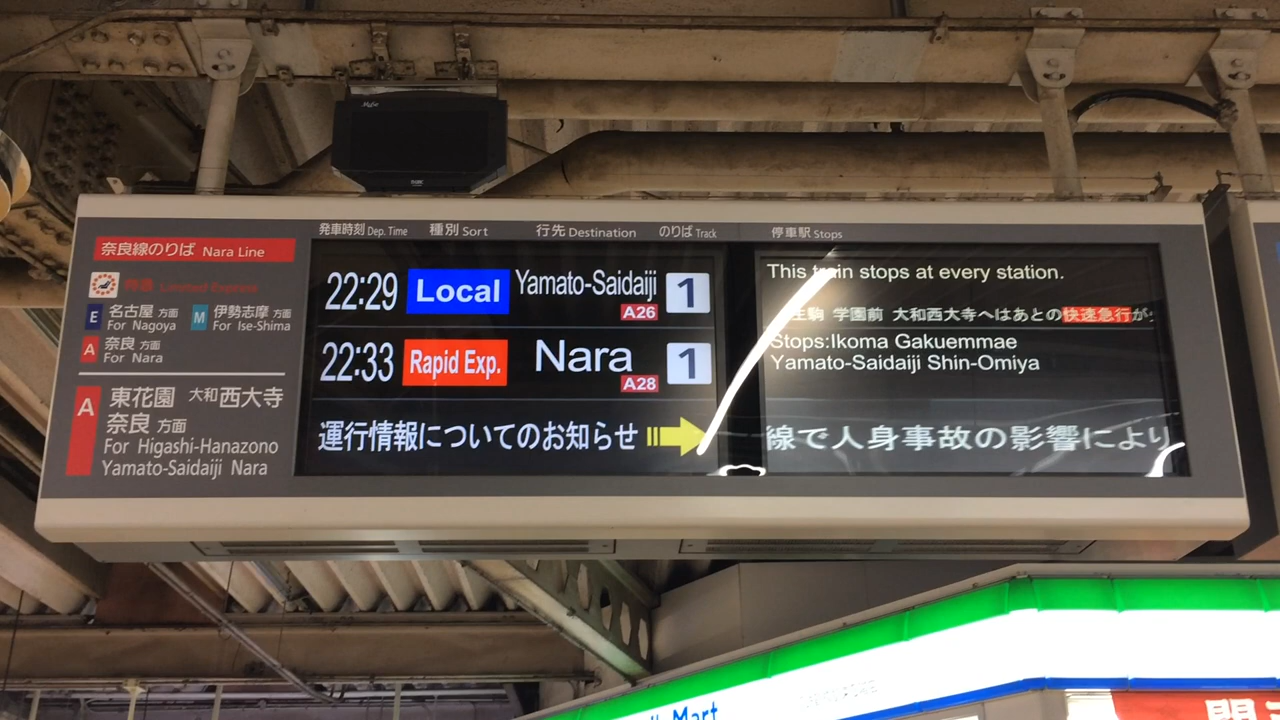 発車時刻 Dep. Time 種別 Sort 行先 Destination のりば Track 停車駅 Stops
奈良線のりば Nara Line
特急 Limited Express
E 名古屋 方面 For Nagoya
M 伊勢志摩 方面 For Ise-Shima
A 奈良 方面 For Nara
A 東花園 大和西大寺
奈良 方面
For Higashi-Hanazono
Yamato-Saidaiji Nara
22:29 Local Yamato-Saidaiji A26 1
This train stops at every station.
生駒 学園前 大和西大寺へはあとの快速急行が
22:33 Rapid Exp. Nara A28 1
Stops:Ikoma Gakuemmae
Yamato-Saidaiji Shin-Omiya
運行情報についてのお知らせ
線で人身事故の影響により
Mart